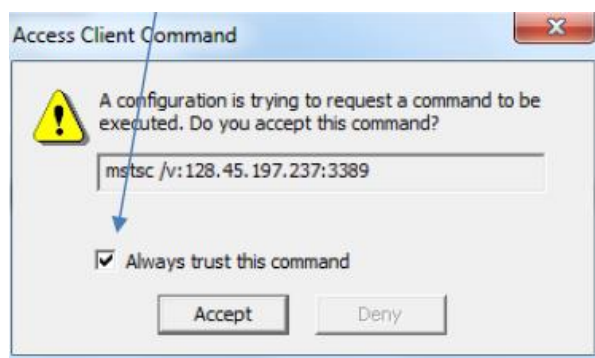 Access Client Command
A configuration is trying to request a command to be
executed. Do you accept this command?
mstsc /v:128.45.197.237:3389
Always trust this command
Accept
Deny